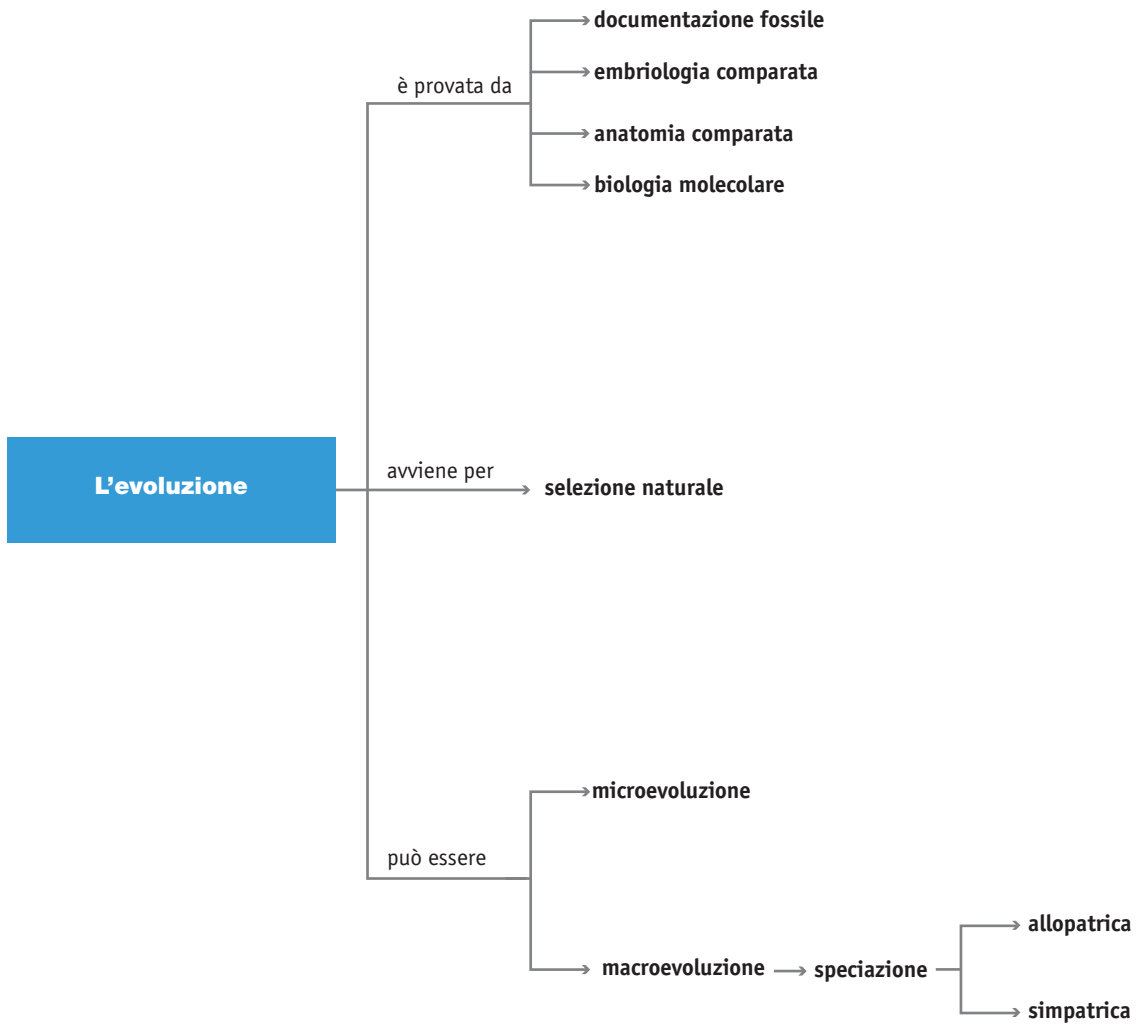 documentazione fossile
embriologia comparata
è provata da
anatomia comparata
biologia molecolare
L'evoluzione
avviene per
selezione naturale
microevoluzione
può essere
macroevoluzione
speciazione
allopatrica
simpatrica